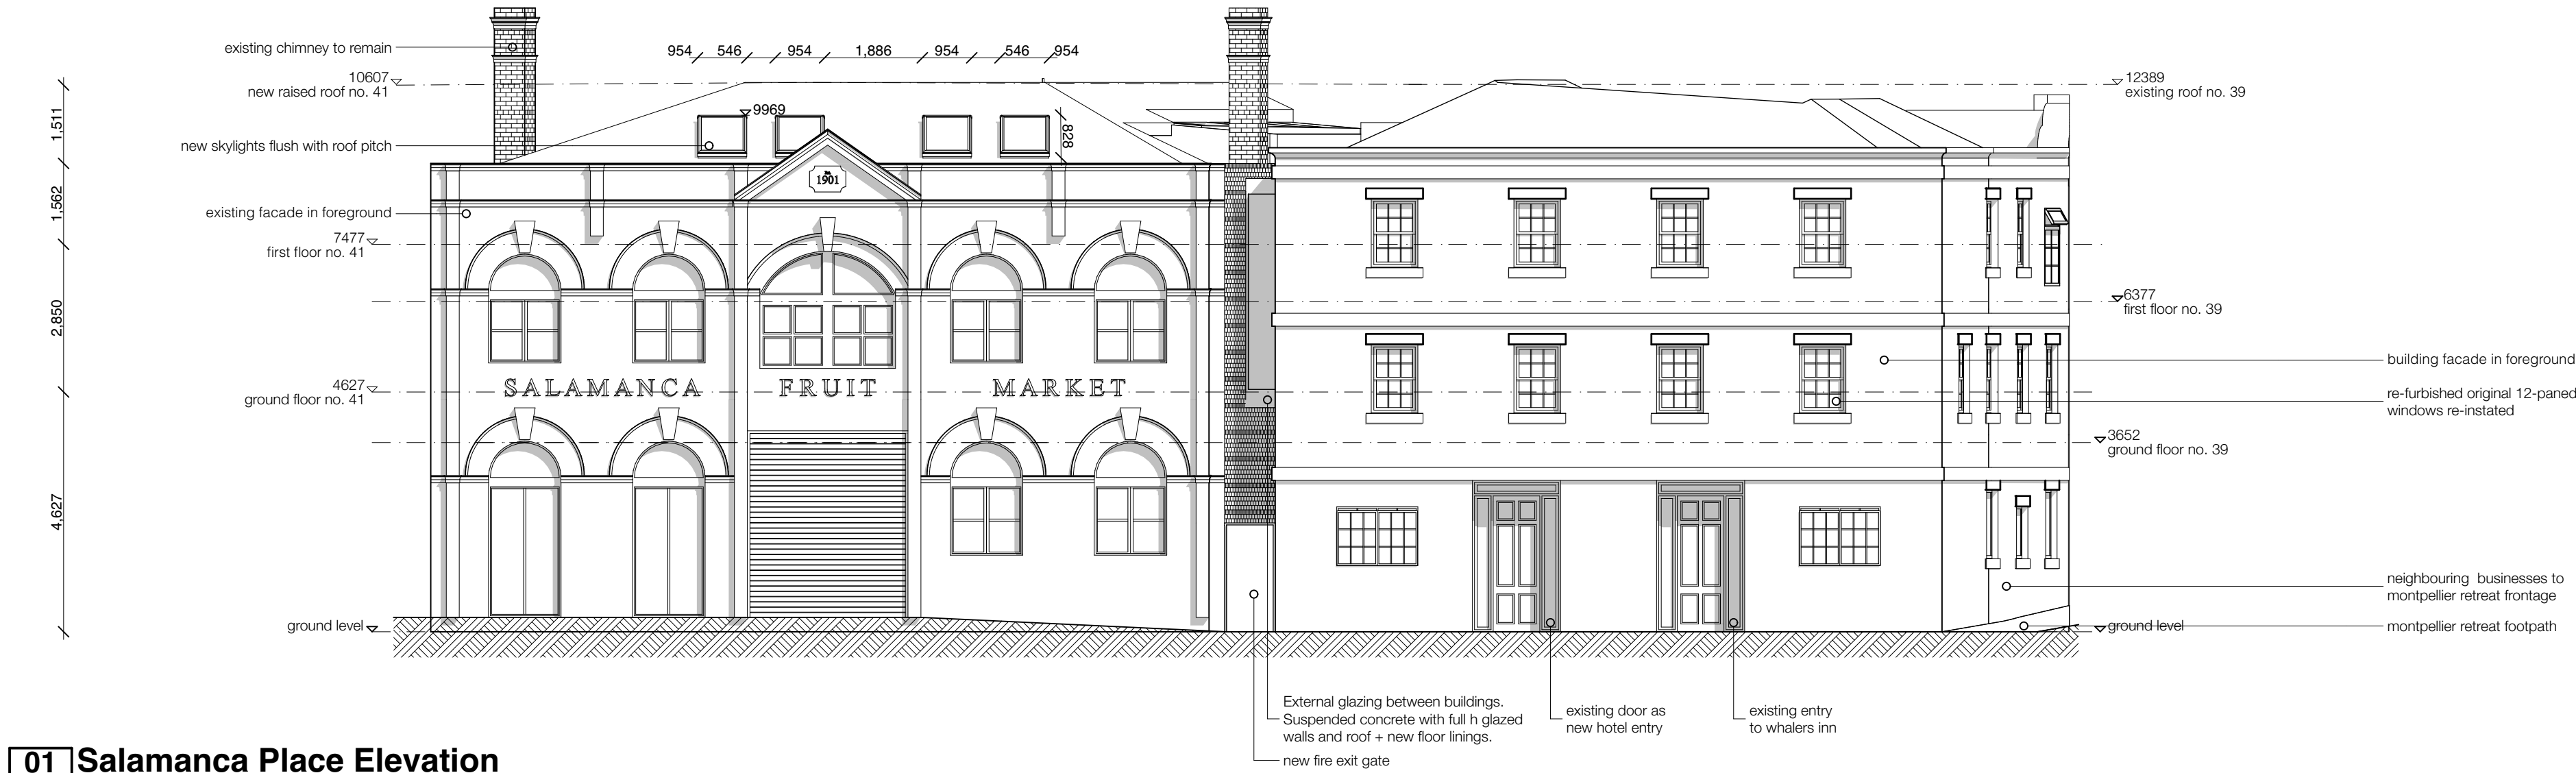 existing chimney to remain
10607
new raised roof no. 41
new skylights flush with roof pitch
existing facade in foreground
7477
first floor no. 41
4627
ground floor no. 41
ground level
1,511
1,562
2,850
4,627
954 546 954 1,886 954 546 954
9969
828
1901
SALAMANCA FRUIT MARKET
12389
existing roof no. 39
6377
first floor no. 39
building facade in foreground
re-furbished original 12-paned
windows re-instated
3652
ground floor no. 39
neighbouring businesses to
montpellier retreat frontage
ground level
montpellier retreat footpath
External glazing between buildings.
Suspended concrete with full h glazed
walls and roof + new floor linings.
new fire exit gate
existing door as
new hotel entry
existing entry
to whalers inn
01 Salamanca Place Elevation